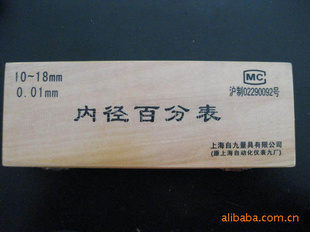 10~18mm
0.01mm
MC
沪制02290092号
内径百分表
上海自九量具有限公司
(原上海自动化仪表九厂)
alibaba.com.cn